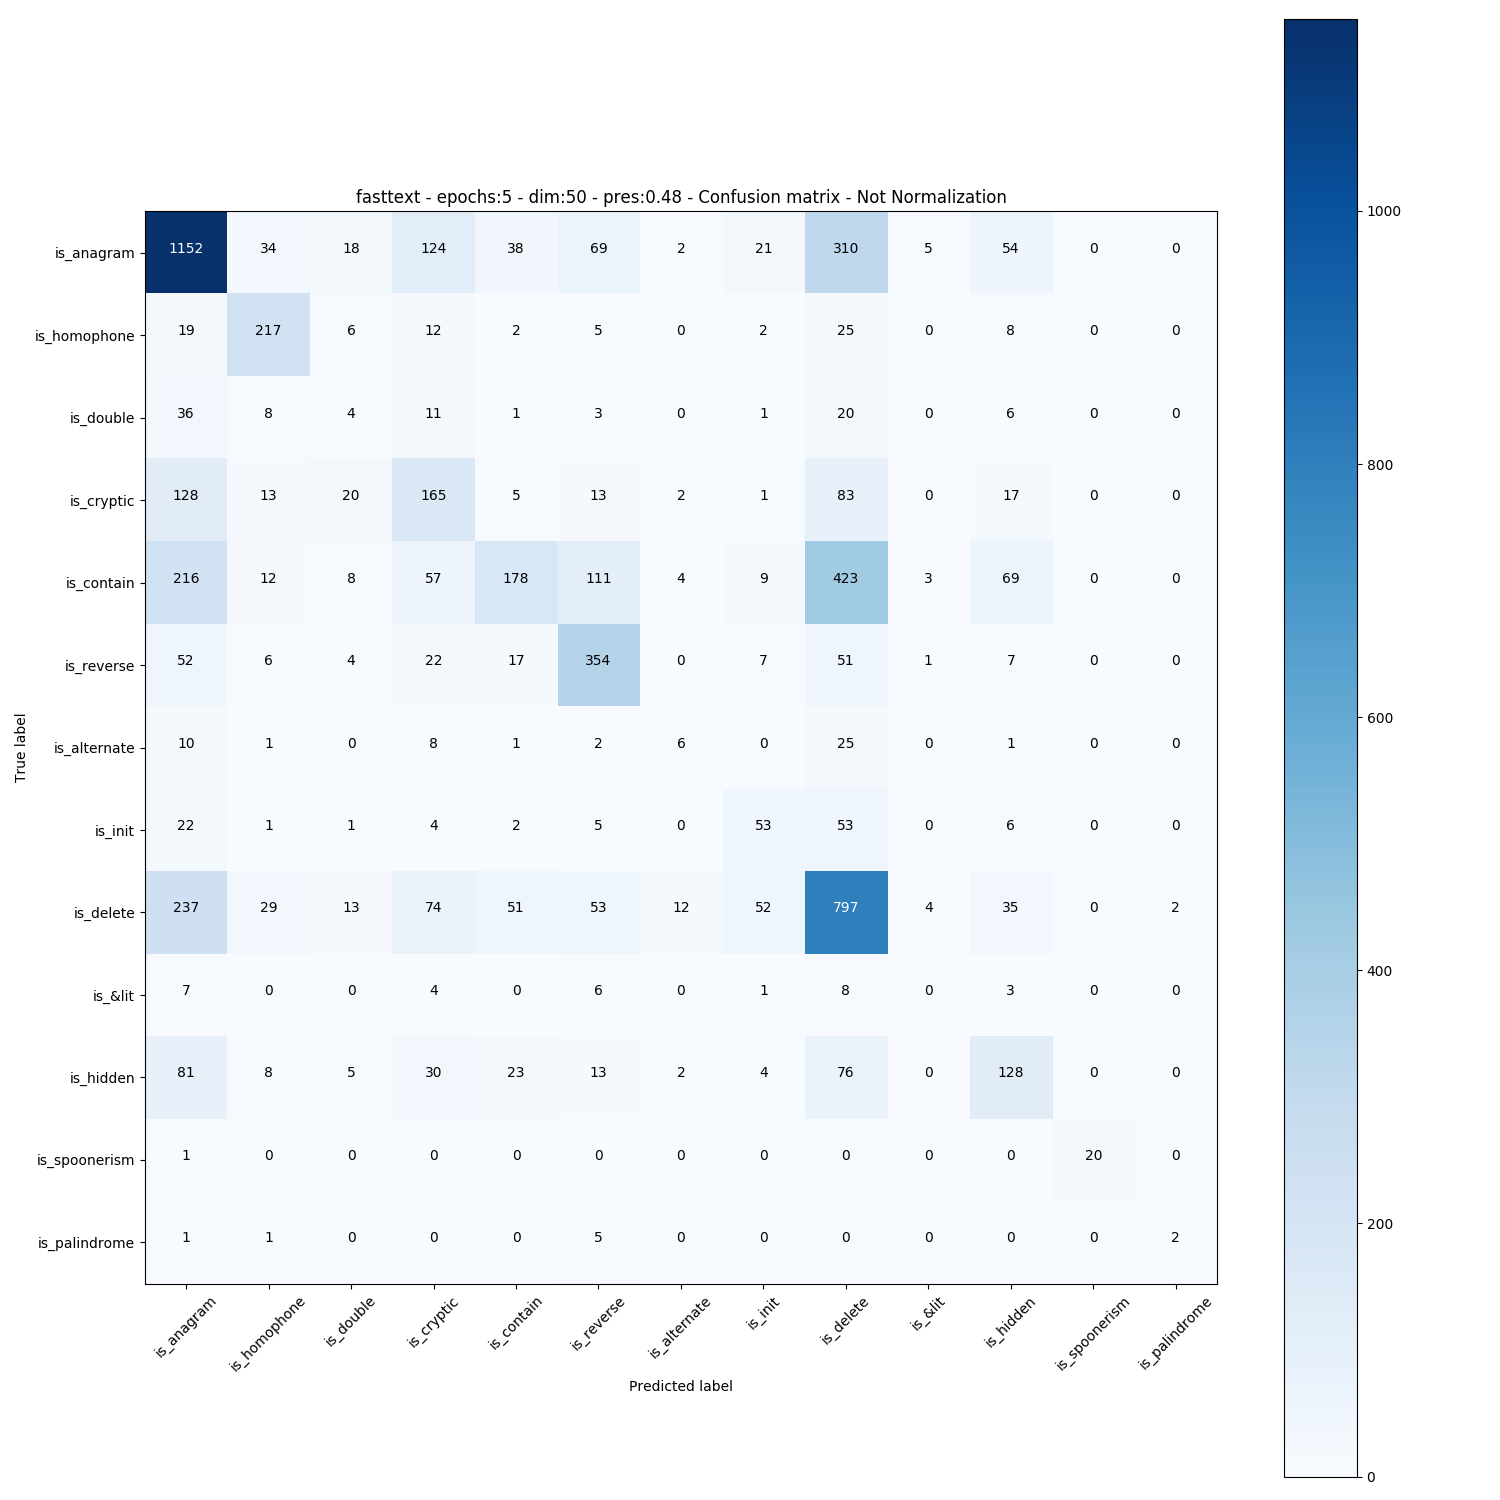 fasttext - epochs:5 - dim:50 - pres:0.48 - Confusion matrix - Not Normalization
is_anagram 1152 34 18 124 38 69 2 21 310 5 54 0 0
is_homophone 19 217 6 12 2 5 0 2 25 0 8 0 0
is_double 36 8 4 11 1 3 0 1 20 0 6 0 0
is_cryptic 128 13 20 165 5 13 2 1 83 0 17 0 0
is_contain 216 12 8 57 178 111 4 9 423 3 69 0 0
is_reverse 52 6 4 22 17 354 0 7 51 1 7 0 0
is_alternate 10 1 0 8 1 2 6 0 25 0 1 0 0
is_init 22 1 1 4 2 5 0 53 53 0 6 0 0
is_delete 237 29 13 74 51 53 12 52 797 4 35 0 2
is_&lit 7 0 0 4 0 6 0 1 8 0 3 0 0
is_hidden 81 8 5 30 23 13 2 4 76 0 128 0 0
is_spoonerism 1 0 0 0 0 0 0 0 0 0 0 20 0
is_palindrome 1 1 0 0 0 5 0 0 0 0 0 0 2
is_anagram is_homophone is_double is_cryptic is_contain is_reverse is_alternate is_init is_delete is_&lit is_hidden is_spoonerism is_palindrome
Predicted label
True label
1000
800
600
400
200
0